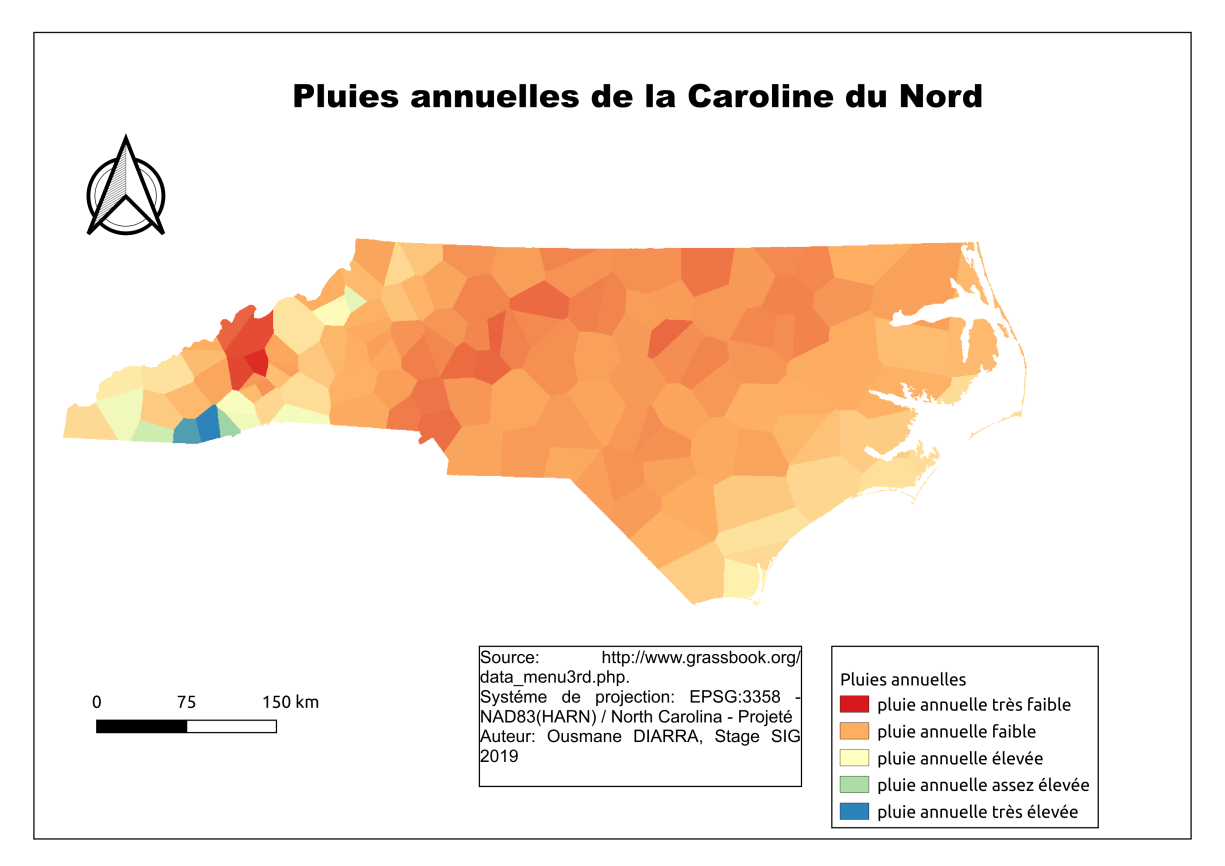 Pluies annuelles de la Caroline du Nord
0 75 150 km
Source: http://www.grassbook.org/
data_menu3rd.php.
Systéme de projection: EPSG:3358 -
NAD83(HARN) / North Carolina - Projeté
Auteur: Ousmane DIARRA, Stage SIG
2019
Pluies annuelles
pluie annuelle très faible
pluie annuelle faible
pluie annuelle élevée
pluie annuelle assez élevée
pluie annuelle très élevée